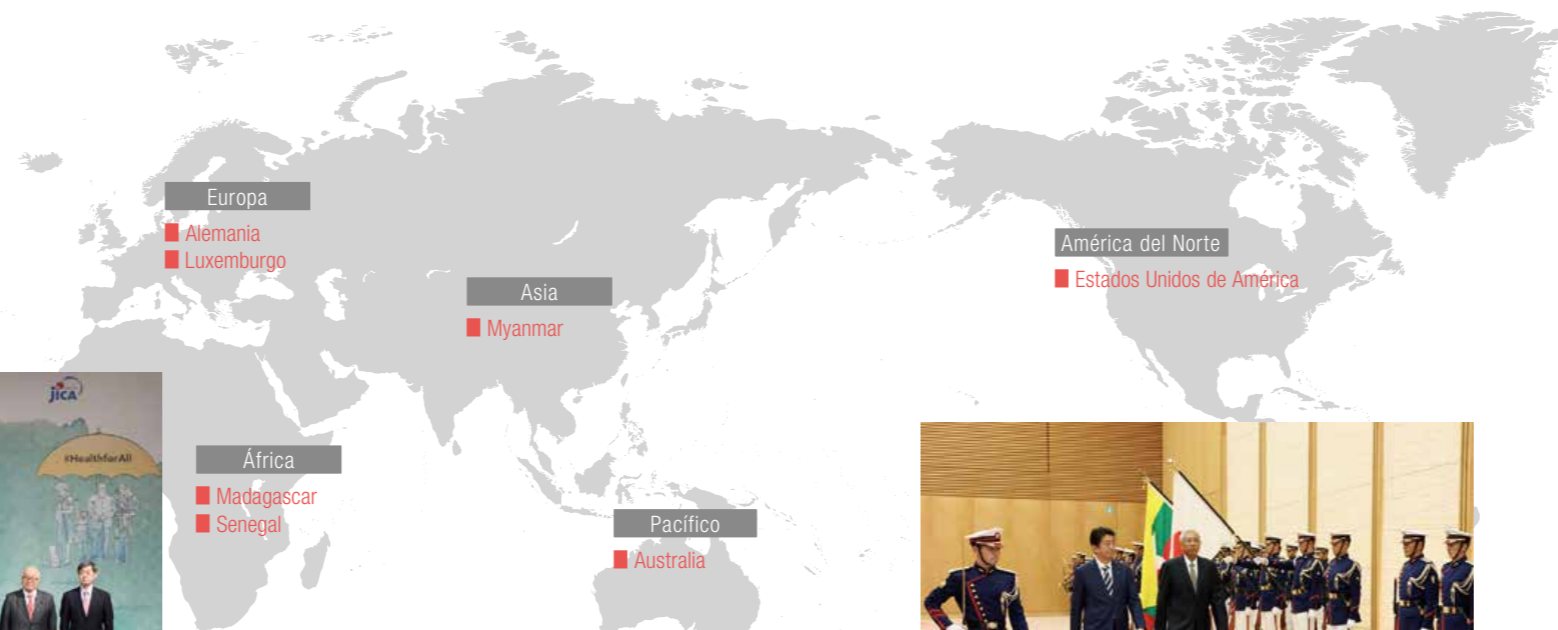 Europa
Alemania
Luxemburgo
Asia
Myanmar
América del Norte
Estados Unidos de América
jICA
#HealthforAll
África
Madagascar
Senegal
Pacífico
Australia